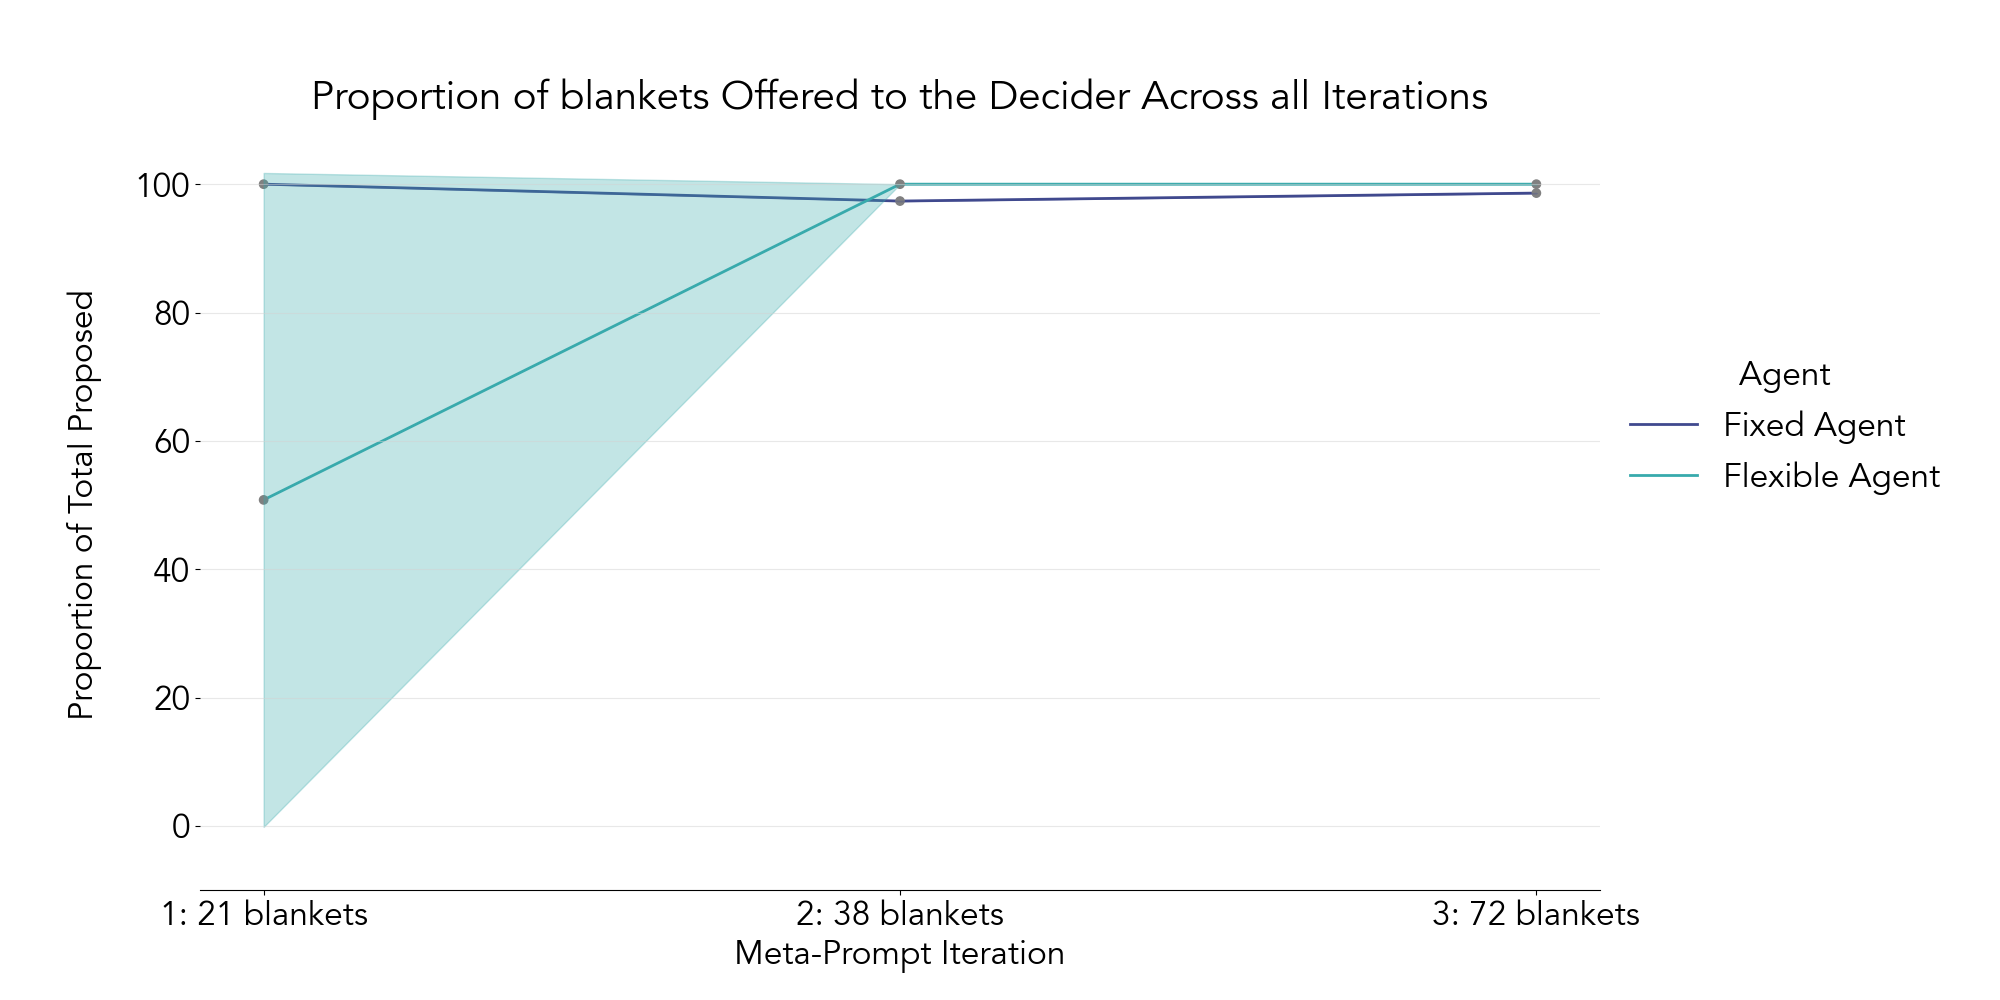 Proportion of blankets Offered to the Decider Across all Iterations
Proportion of Total Proposed
100
80
60
40
20
0
1: 21 blankets
2: 38 blankets
3: 72 blankets
Meta-Prompt Iteration
Agent
Fixed Agent
Flexible Agent